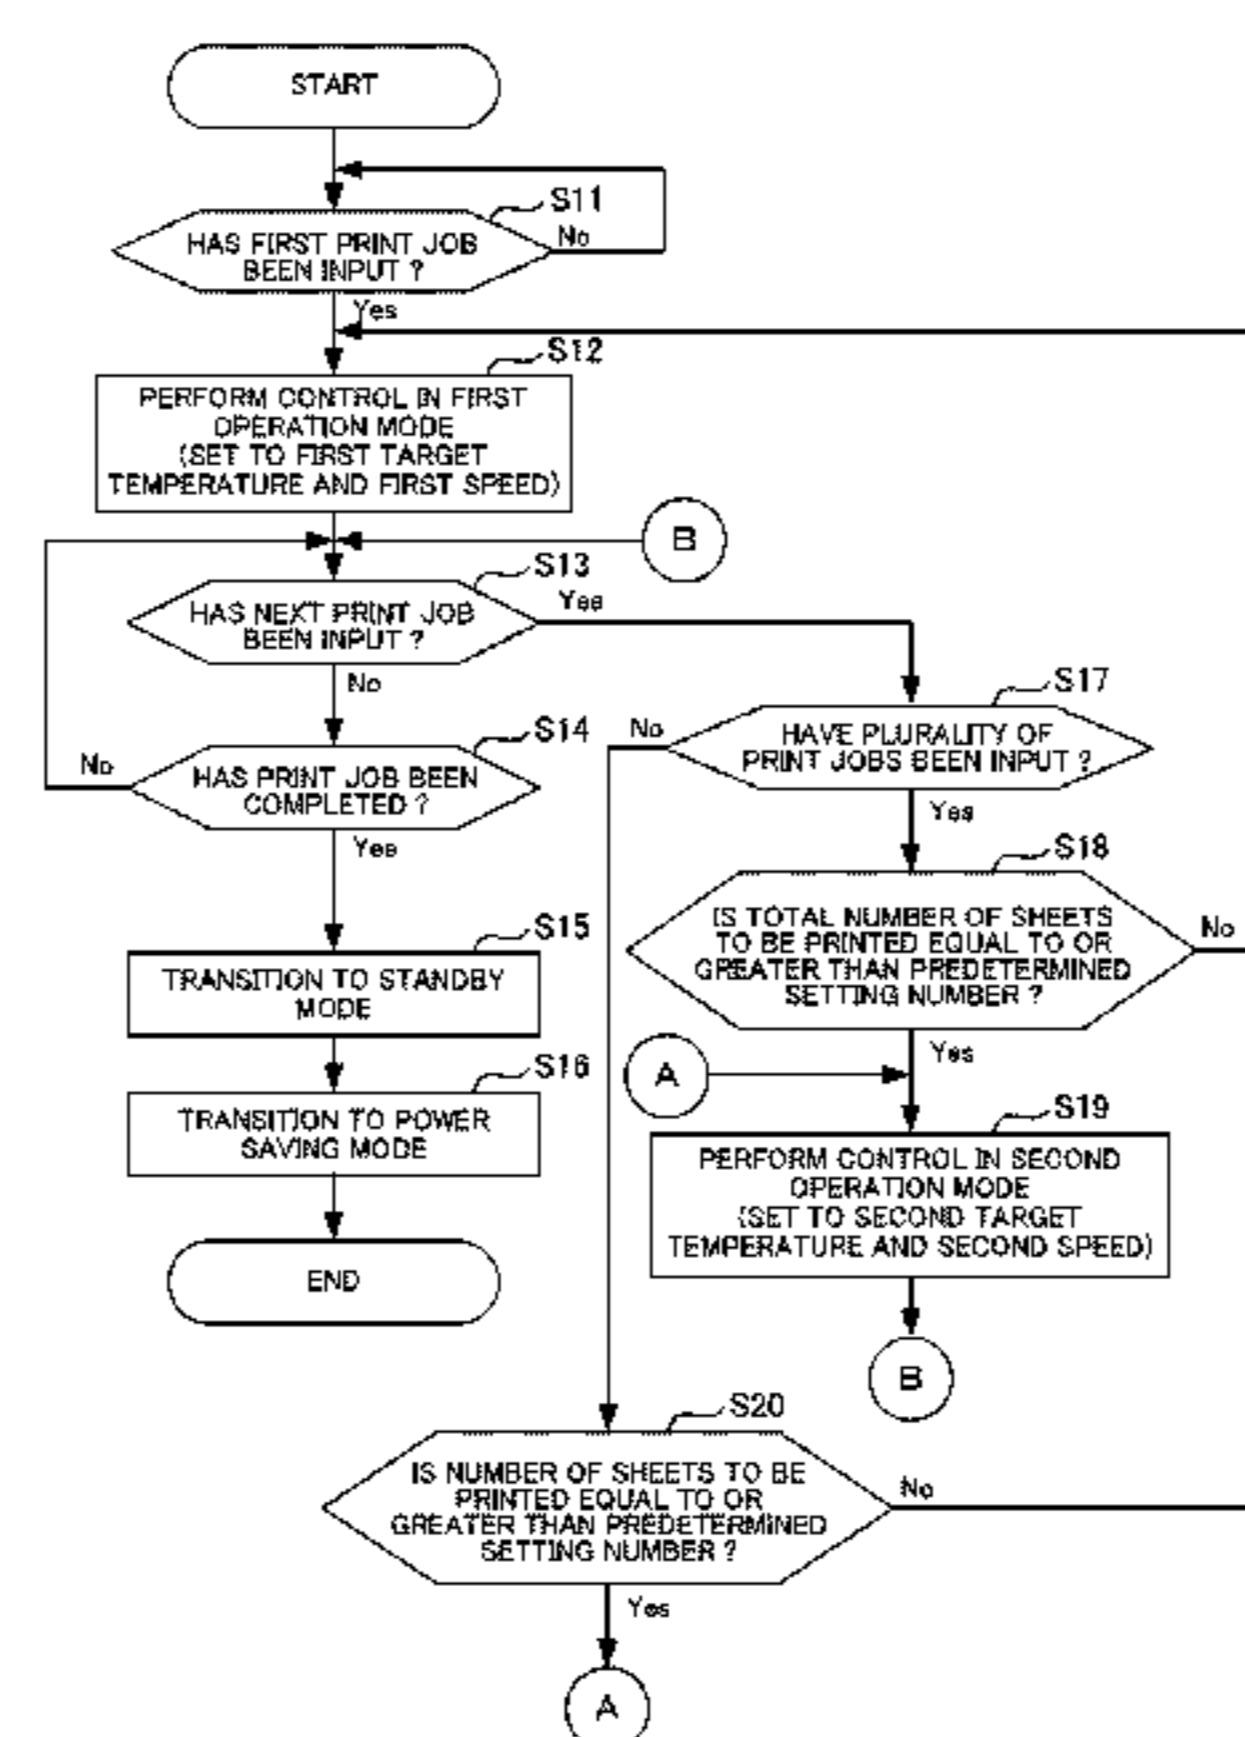 START
S11
HAS FIRST PRINT JOB
BEEN INPUT ?
No
Yes
S12
PERFORM CONTROL IN FIRST
OPERATION MODE
(SET TO FIRST TARGET
TEMPERATURE AND FIRST SPEED)
B
S13
HAS NEXT PRINT JOB
BEEN INPUT ?
Yes
No
S14
HAS PRINT JOB BEEN
COMPLETED ?
No
Yes
S15
TRANSITION TO STANDBY
MODE
S16
TRANSITION TO POWER
SAVING MODE
END
S17
HAVE PLURALITY OF
PRINT JOBS BEEN INPUT ?
No
Yes
S18
IS TOTAL NUMBER OF SHEETS
TO BE PRINTED EQUAL TO OR
GREATER THAN PREDETERMINED
SETTING NUMBER ?
No
Yes
A
S19
PERFORM CONTROL IN SECOND
OPERATION MODE
(SET TO SECOND TARGET
TEMPERATURE AND SECOND SPEED)
B
S20
IS NUMBER OF SHEETS TO BE
PRINTED EQUAL TO OR
GREATER THAN PREDETERMINED
SETTING NUMBER ?
No
Yes
A